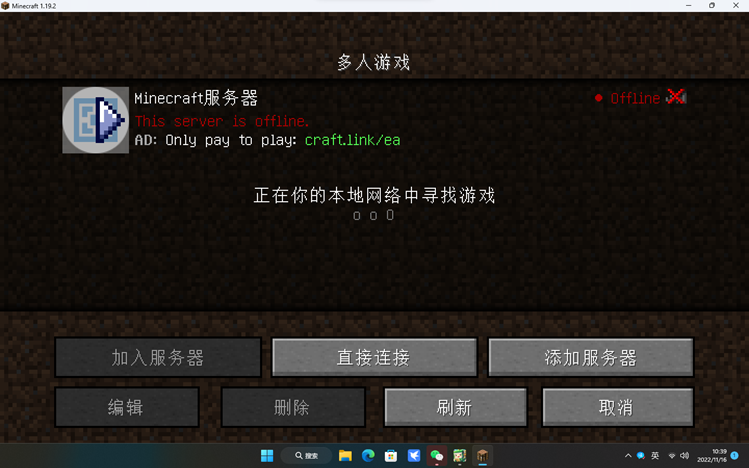 Minecraft 1.19.2
多人游戏
Minecraft服务器
● Offline
This server is offline.
AD: Only pay to play: craft.link/ea
正在你的本地网络中寻找游戏
o o O
加入服务器
直接连接
添加服务器
编辑
删除
刷新
取消
搜索
英
10:39
2022/11/16